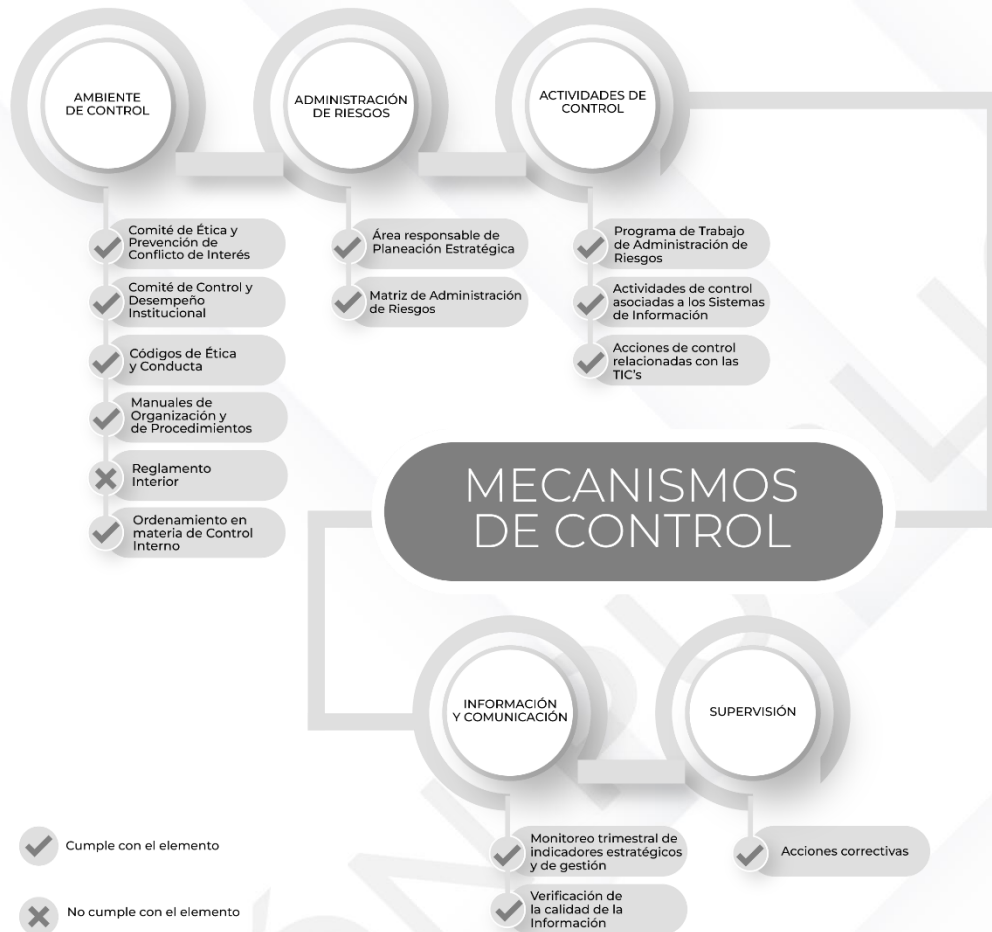 AMBIENTE
DE CONTROL
ADMINISTRACIÓN
DE RIESGOS
ACTIVIDADES DE
CONTROL
Comité de Ética y
Prevención de
Conflicto de Interés
Comité de Control y
Desempeño
Institucional
Códigos de Ética
y Conducta
Manuales de
Organización y
de Procedimientos
Reglamento
Interior
Ordenamiento en
materia de Control
Interno
Área responsable de
Planeación Estratégica
Matriz de Administración
de Riesgos
Programa de Trabajo
de Administración de
Riesgos
Actividades de control
asociadas a los Sistemas
de Información
Acciones de control
relacionadas con las
TIC's
MECANISMOS
DE CONTROL
INFORMACIÓN
Y COMUNICACIÓN
SUPERVISIÓN
Monitoreo trimestral de
indicadores estratégicos
y de gestión
Verificación de
la calidad de la
Información
Acciones correctivas
Cumple con el elemento
No cumple con el elemento